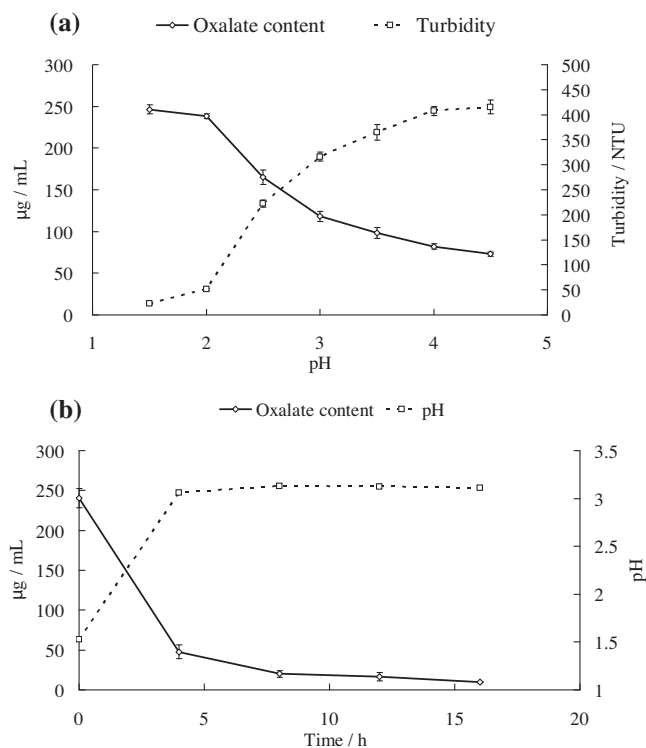 (a)
Oxalate content Turbidity
300 500
450
250 400
200 350
300
150 250
200
100 150
50 100
50
0 0
1 2 3 4 5
µg / mL
Turbidity / NTU
pH
(b)
Oxalate content pH
300 3.5
250 3
200 2.5
150
100 2
50 1.5
0 1
0 5 10 15 20
µg / mL
pH
Time / h